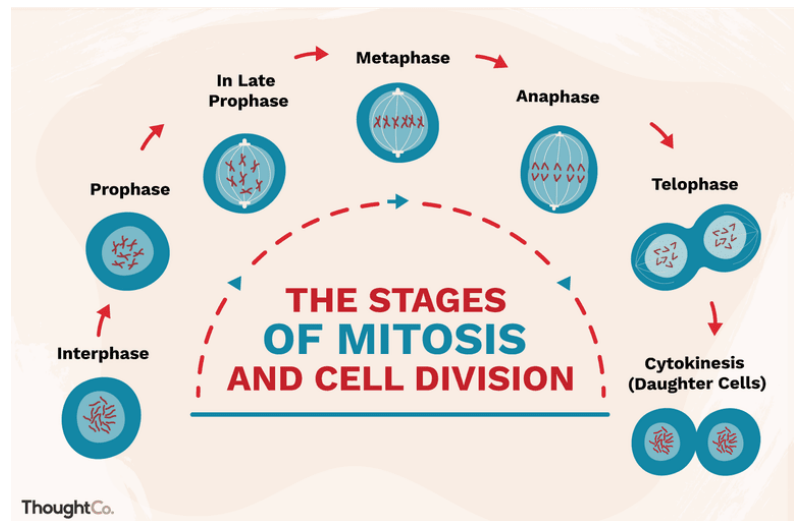 Interphase
Prophase
In Late
Prophase
Metaphase
Anaphase
Telophase
Cytokinesis
(Daughter Cells)
THE STAGES
OF MITOSIS
AND CELL DIVISION
ThoughtCo.